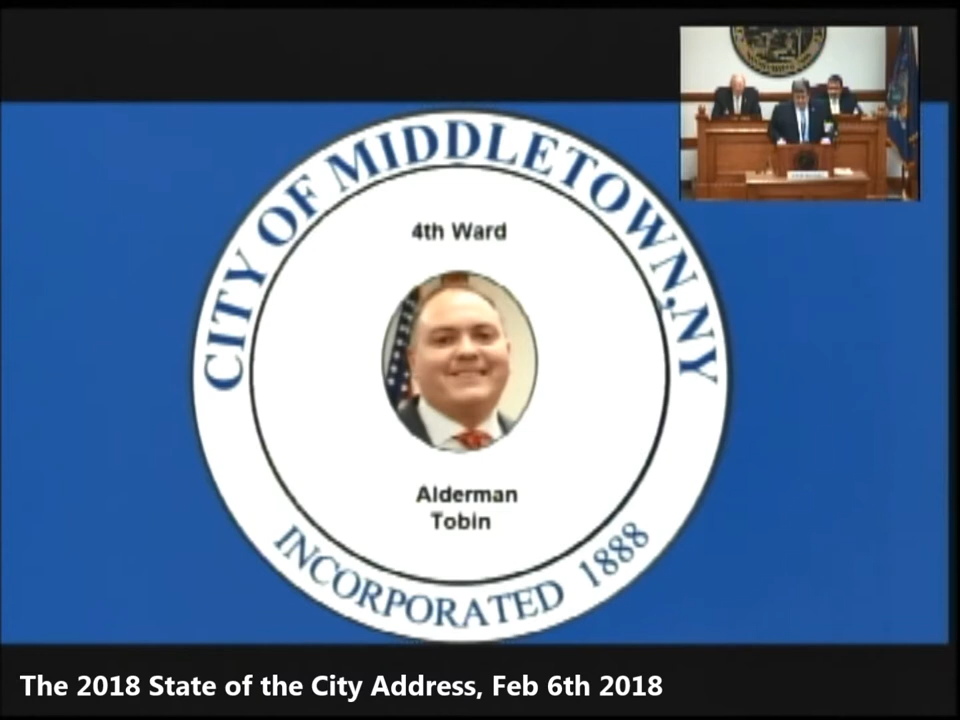 CITY OF MIDDLETOWN, NY
4th Ward
Alderman
Tobin
INCORPORATED 1888
The 2018 State of the City Address, Feb 6th 2018